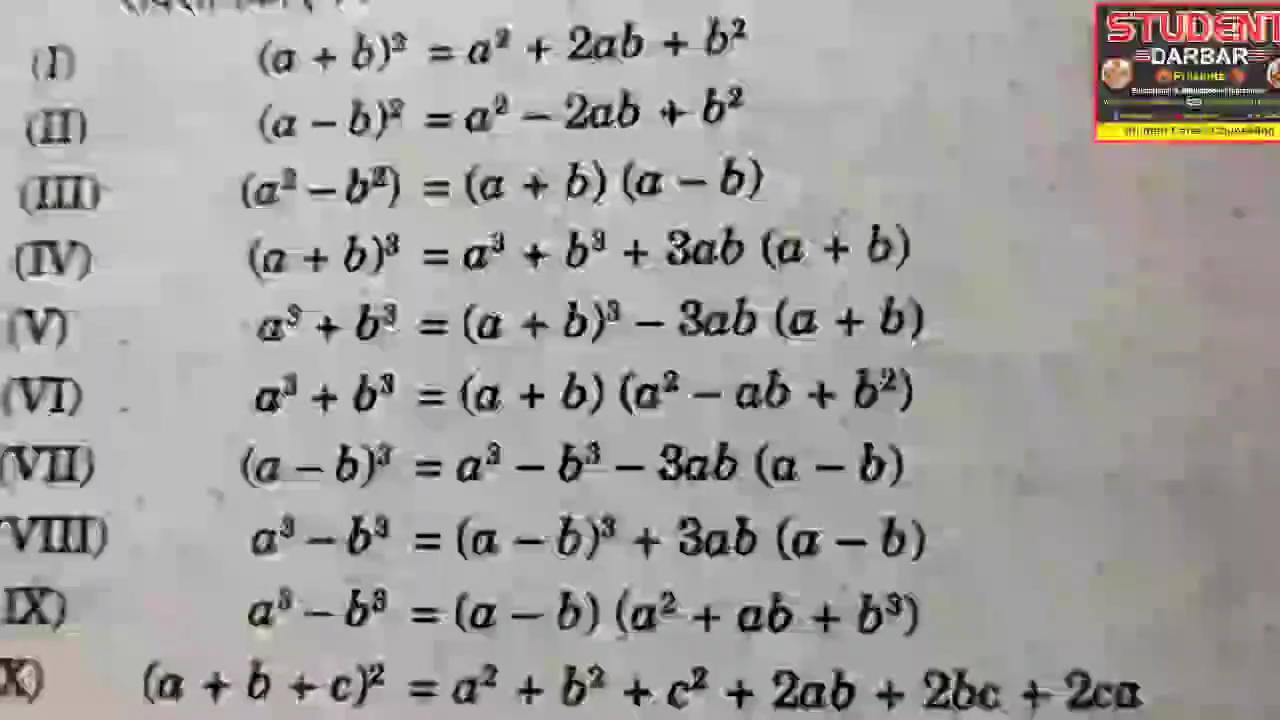 STUDENT
DARBAR
(I) (a + b)² = a² + 2ab + b²
(II) (a – b)² = a² – 2ab + b²
(III) (a² – b²) = (a + b) (a – b)
(IV) (a + b)³ = a³ + b³ + 3ab (a + b)
(V) a³ + b³ = (a + b)³ – 3ab (a + b)
(VI) a³ + b³ = (a + b) (a² – ab + b²)
(VII) (a – b)³ = a³ – b³ – 3ab (a – b)
VIII) a³ – b³ = (a – b)³ + 3ab (a – b)
IX) a³ – b³ = (a – b) (a² + ab + b³)
X) (a + b + c)² = a² + b² + c² + 2ab + 2bc + 2ca